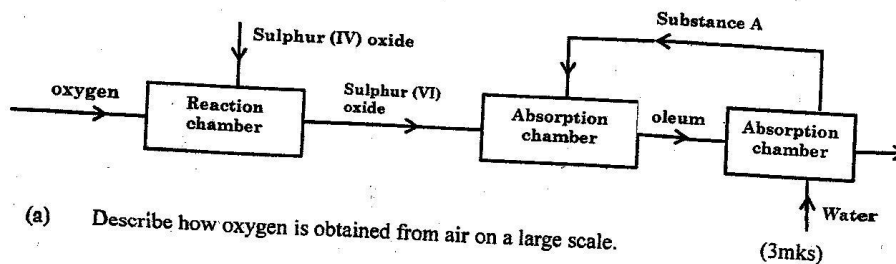 Substance A
Sulphur (IV) oxide
oxygen
Reaction
chamber
Sulphur (VI)
oxide
Absorption
chamber
oleum
Absorption
chamber
Water
(a) Describe how oxygen is obtained from air on a large scale.
(3mks)